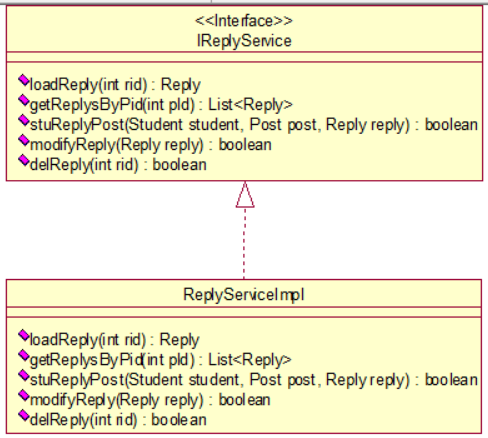 <<Interface>>
IReplyService
loadReply(int rid) : Reply
getReplysByPid(int pId) : List<Reply>
stuReplyPost(Student student, Post post, Reply reply) : boolean
modifyReply(Reply reply) : boolean
delReply(int rid) : boolean
ReplyServiceImpl
loadReply(int rid) : Reply
getReplysByPid(int pId) : List<Reply>
stuReplyPost(Student student, Post post, Reply reply) : boolean
modifyReply(Reply reply) : boolean
delReply(int rid) : boolean